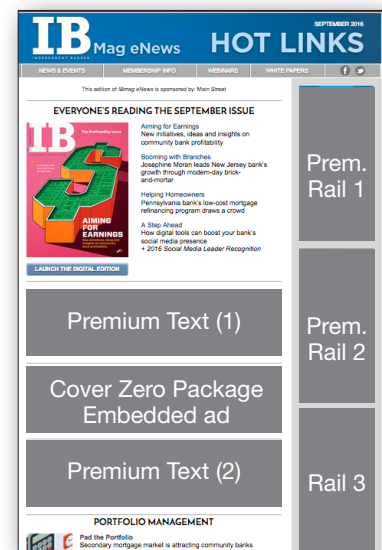 SEPTEMBER 2016
IB Mag eNews
INDEPENDENT BANKER
HOT LINKS
NEWS & EVENTS MEMBERSHIP INFO WEBINARS WHITE PAPERS
This edition of IBmag eNews is sponsored by: Main Street
EVERYONE'S READING THE SEPTEMBER ISSUE
IB
The Profitability Issue
AIMING
FOR
EARNINGS
LAUNCH THE DIGITAL EDITION
Aiming for Earnings
New initiatives, ideas and insights on
community bank profitability
Booming with Branches
Josephine Moran leads New Jersey bank's
growth through modern-day brick-
and-mortar
Helping Homeowners
Pennsylvania bank's low-cost mortgage
refinancing program draws a crowd
A Step Ahead
How digital tools can boost your bank's
social media presence
+ 2016 Social Media Leader Recognition
Prem.
Rail 1
Premium Text (1)
Prem.
Rail 2
Cover Zero Package
Embedded ad
Premium Text (2)
Rail 3
PORTFOLIO MANAGEMENT
Pad the Portfolio
Secondary mortgage market is attracting community banks